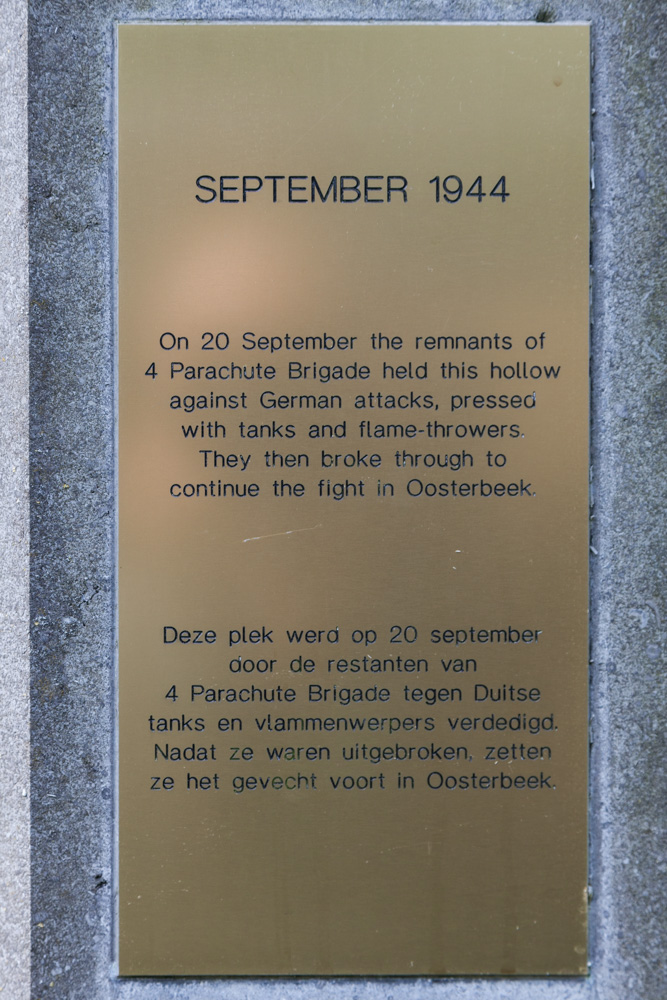 SEPTEMBER 1944
On 20 September the remnants of
4 Parachute Brigade held this hollow
against German attacks, pressed
with tanks and flame-throwers.
They then broke through to
continue the fight in Oosterbeek.
Deze plek werd op 20 september
door de restanten van
4 Parachute Brigade tegen Duitse
tanks en vlammenwerpers verdedigd.
Nadat ze waren uitgebroken, zetten
ze het gevecht voort in Oosterbeek.